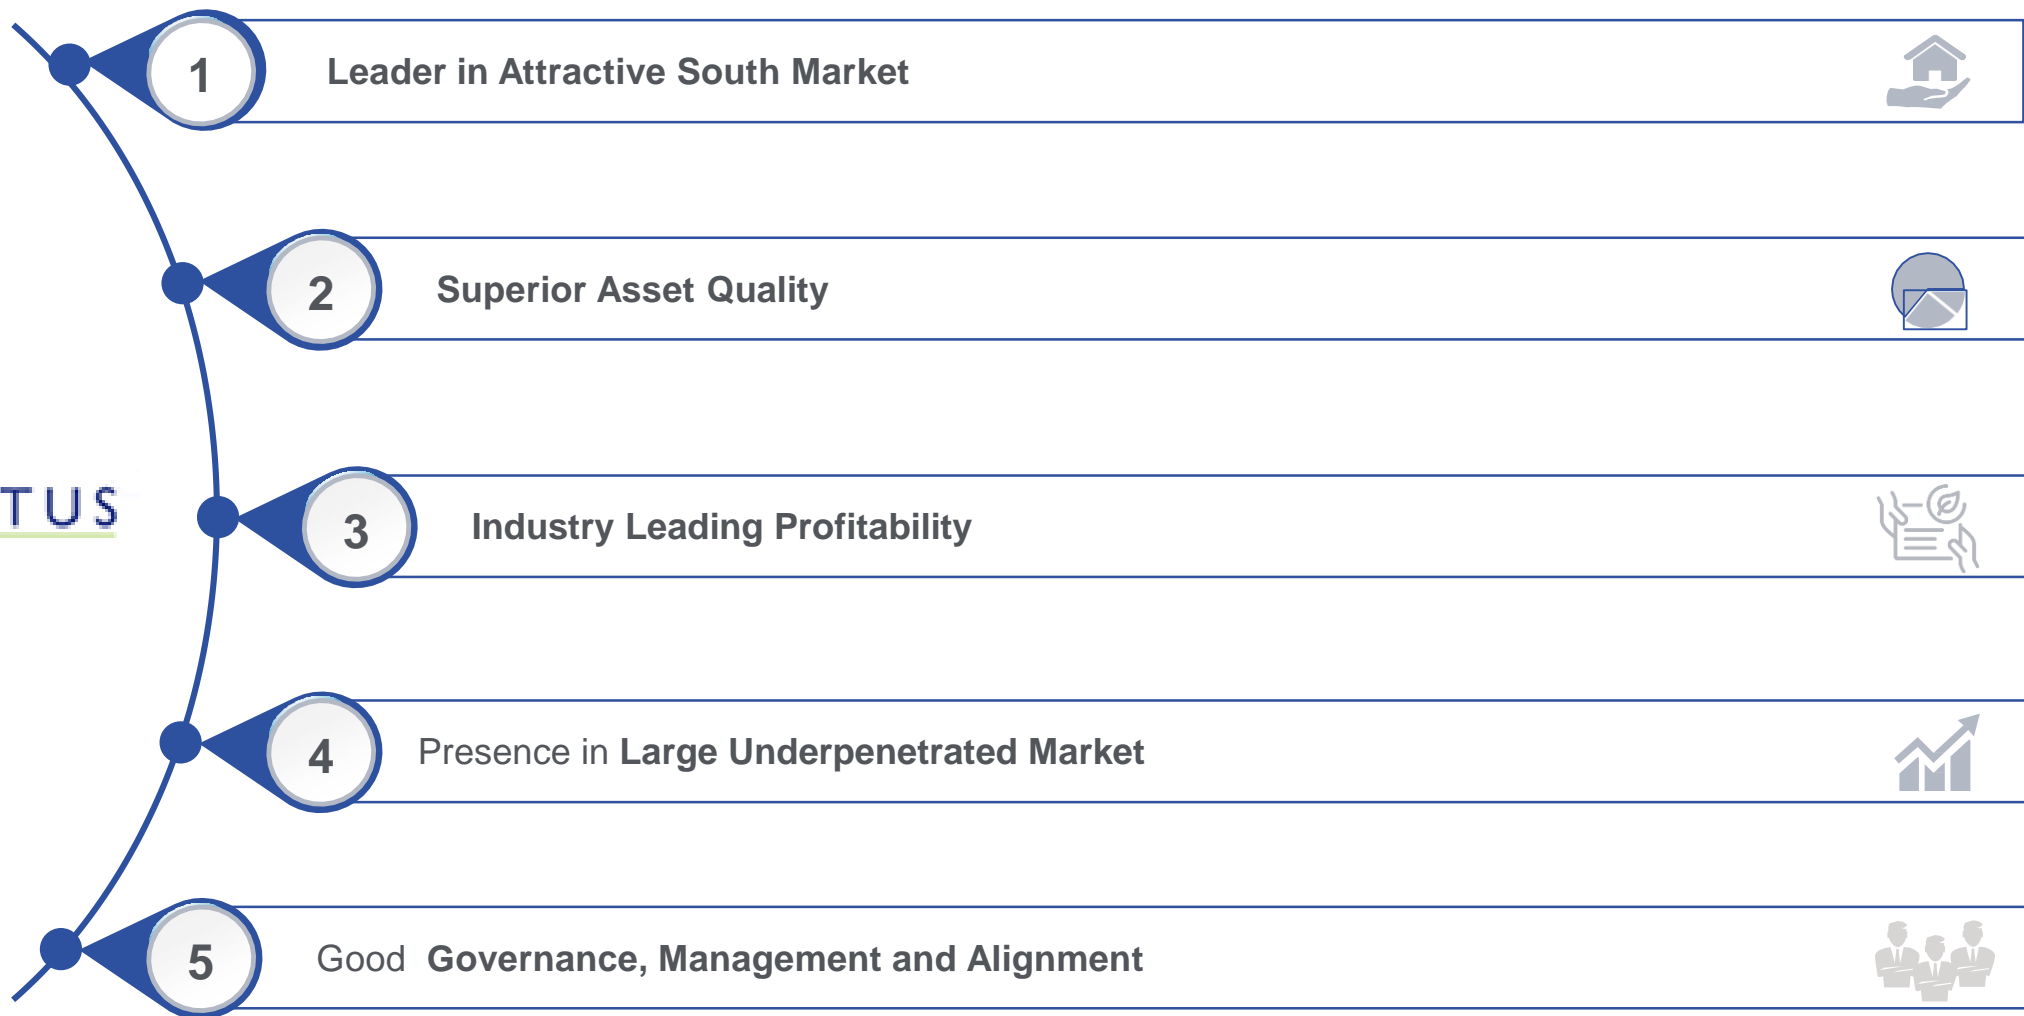 1
Leader in Attractive South Market
2
Superior Asset Quality
TUS
3
Industry Leading Profitability
4
Presence in Large Underpenetrated Market
5
Good Governance, Management and Alignment